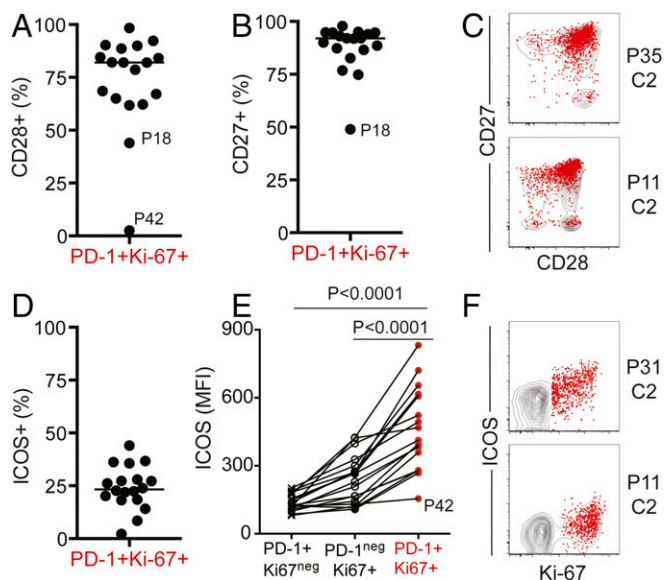 A
CD28+ (%)
100
75
50
25
0
P18
P42
PD-1+Ki-67+
B
CD27+ (%)
100
75
50
25
0
P18
PD-1+Ki-67+
C
CD27
P35
C2
P11
C2
CD28
D
ICOS+ (%)
100
75
50
25
0
PD-1+Ki-67+
E
P<0.0001
P<0.0001
ICOS (MFI)
900
600
300
0
P42
PD-1+
Ki67neg
PD-1neg
Ki67+
PD-1+
Ki67+
F
ICOS
P31
C2
P11
C2
Ki-67